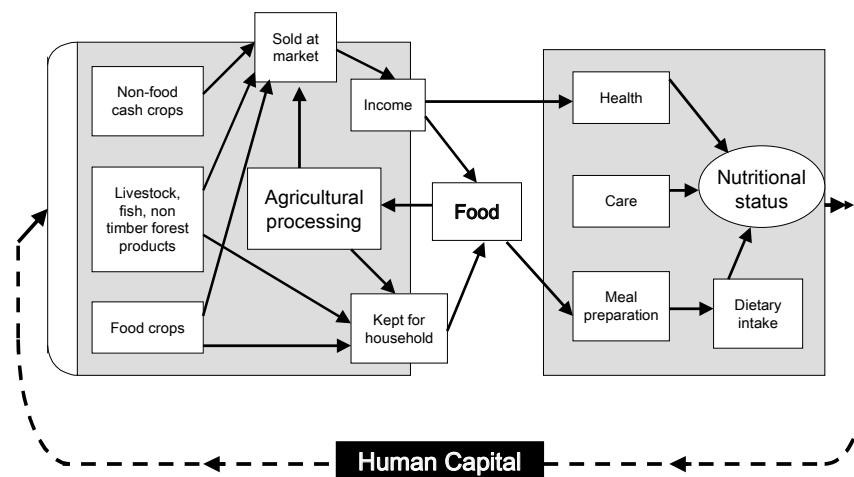 Sold at
market
Non-food
cash crops
Income
Health
Livestock,
fish, non
timber forest
products
Agricultural
processing
Food
Care
Nutritional
status
Food crops
Kept for
household
Meal
preparation
Dietary
intake
Human Capital